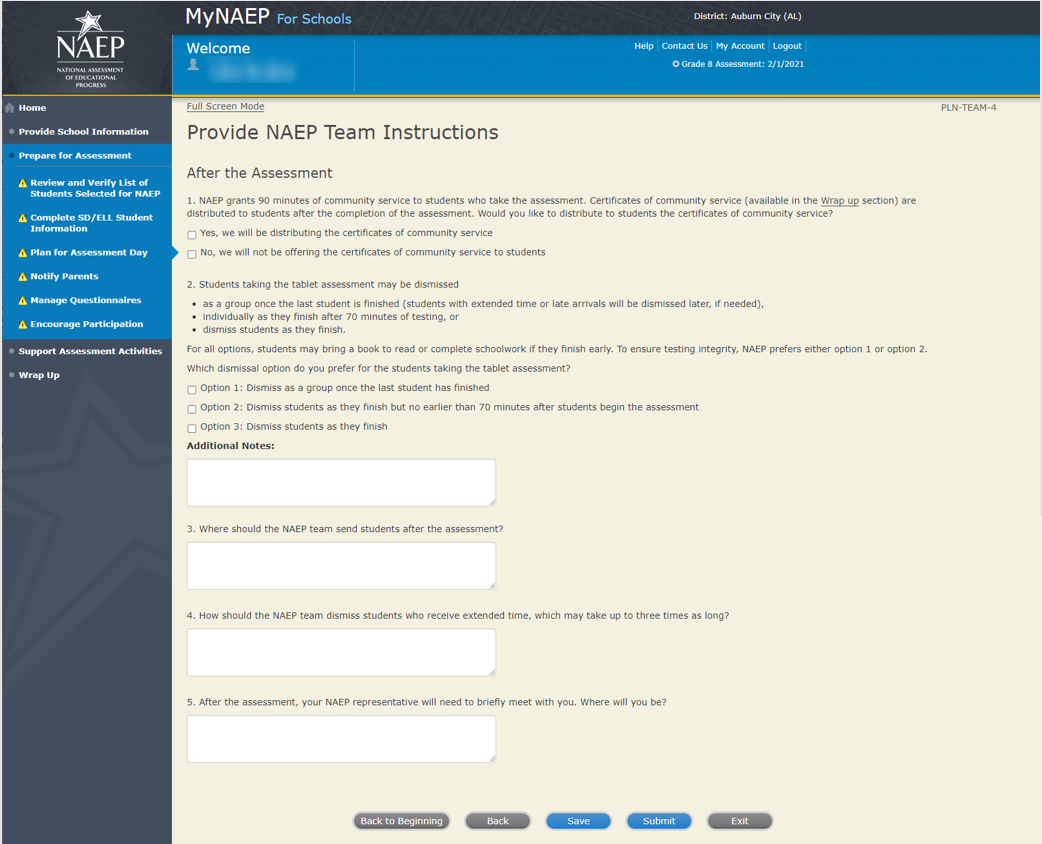 MyNAEP For Schools
District: Auburn City (AL)
NAEP
NATIONAL ASSESSMENT
OF EDUCATIONAL
PROGRESS
Welcome
Help Contact Us My Account Logout
Grade 8 Assessment: 2/1/2021
Home
Provide School Information
Prepare for Assessment
Review and Verify List of
Students Selected for NAEP
Complete SD/ELL Student
Information
Plan for Assessment Day
Notify Parents
Manage Questionnaires
Encourage Participation
Support Assessment Activities
Wrap Up
Full Screen Mode
PLN-TEAM-4
Provide NAEP Team Instructions
After the Assessment
1. NAEP grants 90 minutes of community service to students who take the assessment. Certificates of community service (available in the Wrap up section) are
distributed to students after the completion of the assessment. Would you like to distribute to students the certificates of community service?
Yes, we will be distributing the certificates of community service
No, we will not be offering the certificates of community service to students
2. Students taking the tablet assessment may be dismissed
• as a group once the last student is finished (students with extended time or late arrivals will be dismissed later, if needed),
• individually as they finish after 70 minutes of testing, or
• dismiss students as they finish.
For all options, students may bring a book to read or complete schoolwork if they finish early. To ensure testing integrity, NAEP prefers either option 1 or option 2.
Which dismissal option do you prefer for the students taking the tablet assessment?
Option 1: Dismiss as a group once the last student has finished
Option 2: Dismiss students as they finish but no earlier than 70 minutes after students begin the assessment
Option 3: Dismiss students as they finish
Additional Notes:
3. Where should the NAEP team send students after the assessment?
4. How should the NAEP team dismiss students who receive extended time, which may take up to three times as long?
5. After the assessment, your NAEP representative will need to briefly meet with you. Where will you be?
Back to Beginning Back Save Submit Exit